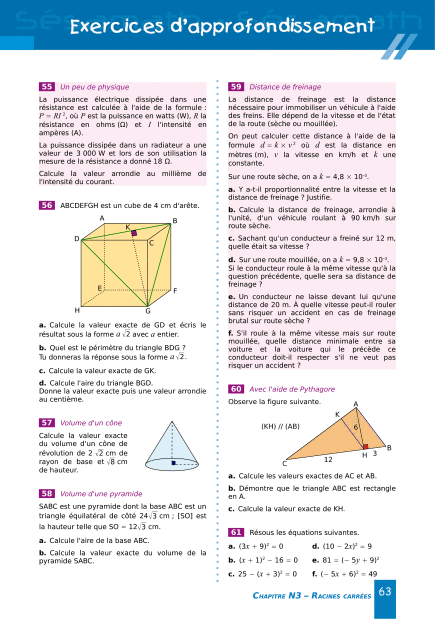 Exercices d'approfondissement
55 Un peu de physique
La puissance électrique dissipée dans une
résistance est calculée à l'aide de la formule :
P = RI², où P est la puissance en watts (W), R la
résistance en ohms (Ω) et I l'intensité en
ampères (A).
La puissance dissipée dans un radiateur a une
valeur de 3 000 W et lors de son utilisation la
mesure de la résistance a donné 18 Ω.
Calcule la valeur arrondie au millième de
l'intensité du courant.
56 ABCDEFGH est un cube de 4 cm d'arête.
A
B
K
D
C
E
F
H
G
a. Calcule la valeur exacte de GD et écris le
résultat sous la forme a √2 avec a entier.
b. Quel est le périmètre du triangle BDG ?
Tu donneras la réponse sous la forme a√2.
c. Calcule la valeur exacte de GK.
d. Calcule l'aire du triangle BGD.
Donne la valeur exacte puis une valeur arrondie
au centième.
57 Volume d'un cône
Calcule la valeur exacte
du volume d'un cône de
révolution de 2 √2 cm de
rayon de base et √8 cm
de hauteur.
58 Volume d'une pyramide
SABC est une pyramide dont la base ABC est un
triangle équilatéral de côté 24√3 cm ; [SO] est
la hauteur telle que SO = 12√3 cm.
a. Calcule l'aire de la base ABC.
b. Calcule la valeur exacte du volume de la
pyramide SABC.
59 Distance de freinage
La distance de freinage est la distance
nécessaire pour immobiliser un véhicule à l'aide
des freins. Elle dépend de la vitesse et de l'état
de la route (sèche ou mouillée).
On peut calculer cette distance à l'aide de la
formule d = k × v² où d est la distance en
mètres (m), v la vitesse en km/h et k une
constante.
Sur une route sèche, on a k = 4,8 × 10⁻³.
a. Y a-t-il proportionnalité entre la vitesse et la
distance de freinage ? Justifie.
b. Calcule la distance de freinage, arrondie à
l'unité, d'un véhicule roulant à 90 km/h sur
route sèche.
c. Sachant qu'un conducteur a freiné sur 12 m,
quelle était sa vitesse ?
d. Sur une route mouillée, on a k = 9,8 × 10⁻³.
Si le conducteur roule à la même vitesse qu'à la
question précédente, quelle sera sa distance de
freinage ?
e. Un conducteur ne laisse devant lui qu'une
distance de 20 m. À quelle vitesse peut-il rouler
sans risquer un accident en cas de freinage
brutal sur route sèche ?
f. S'il roule à la même vitesse mais sur route
mouillée, quelle distance minimale entre sa
voiture et la voiture qui le précède ce
conducteur doit-il respecter s'il ne veut pas
risquer un accident ?
60 Avec l'aide de Pythagore
Observe la figure suivante.
A
K
(KH) // (AB)
6
B
H 3
12
C
a. Calcule les valeurs exactes de AC et AB.
b. Démontre que le triangle ABC est rectangle
en A.
c. Calcule la valeur exacte de KH.
61 Résous les équations suivantes.
a. (3x + 9)² = 0 d. (10 − 2x)² = 9
b. (x + 1)² − 16 = 0 e. 81 = (− 5y + 9)²
c. 25 − (x + 3)² = 0 f. (− 5x + 6)² = 49
CHAPITRE N3 – RACINES CARRÉES 63